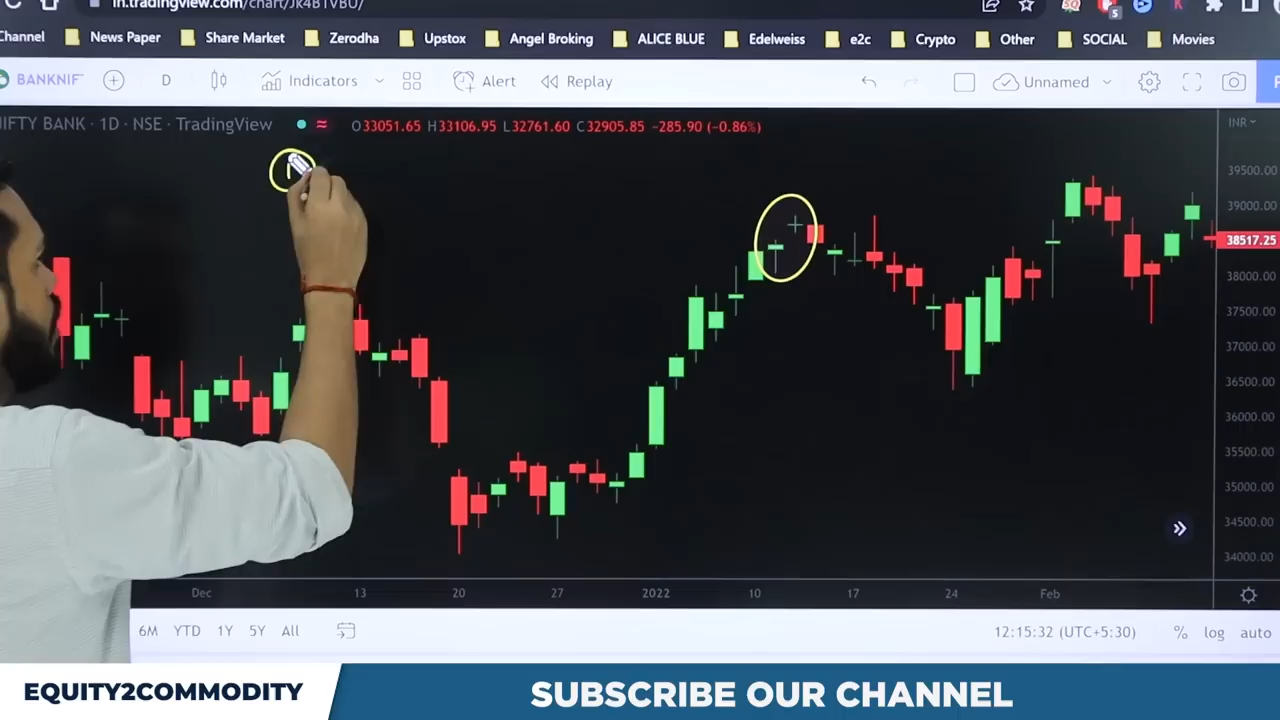 in.tradingview.com/chart/Jk4B1VBU/
Channel News Paper Share Market Zerodha Upstox Angel Broking ALICE BLUE Edelweiss e2c Crypto Other SOCIAL Movies
BANKNIF D Indicators Alert Replay Unnamed
IFTY BANK · 1D · NSE · TradingView O33051.65 H33106.95 L32761.60 C32905.85 −285.90 (−0.86%)
INR
39500.00
39000.00
38517.25
38000.00
37500.00
37000.00
36500.00
36000.00
35500.00
35000.00
34500.00
34000.00
Dec 13 20 27 2022 10 17 24 Feb
6M YTD 1Y 5Y All 12:15:32 (UTC+5:30) % log auto
EQUITY2COMMODITY SUBSCRIBE OUR CHANNEL